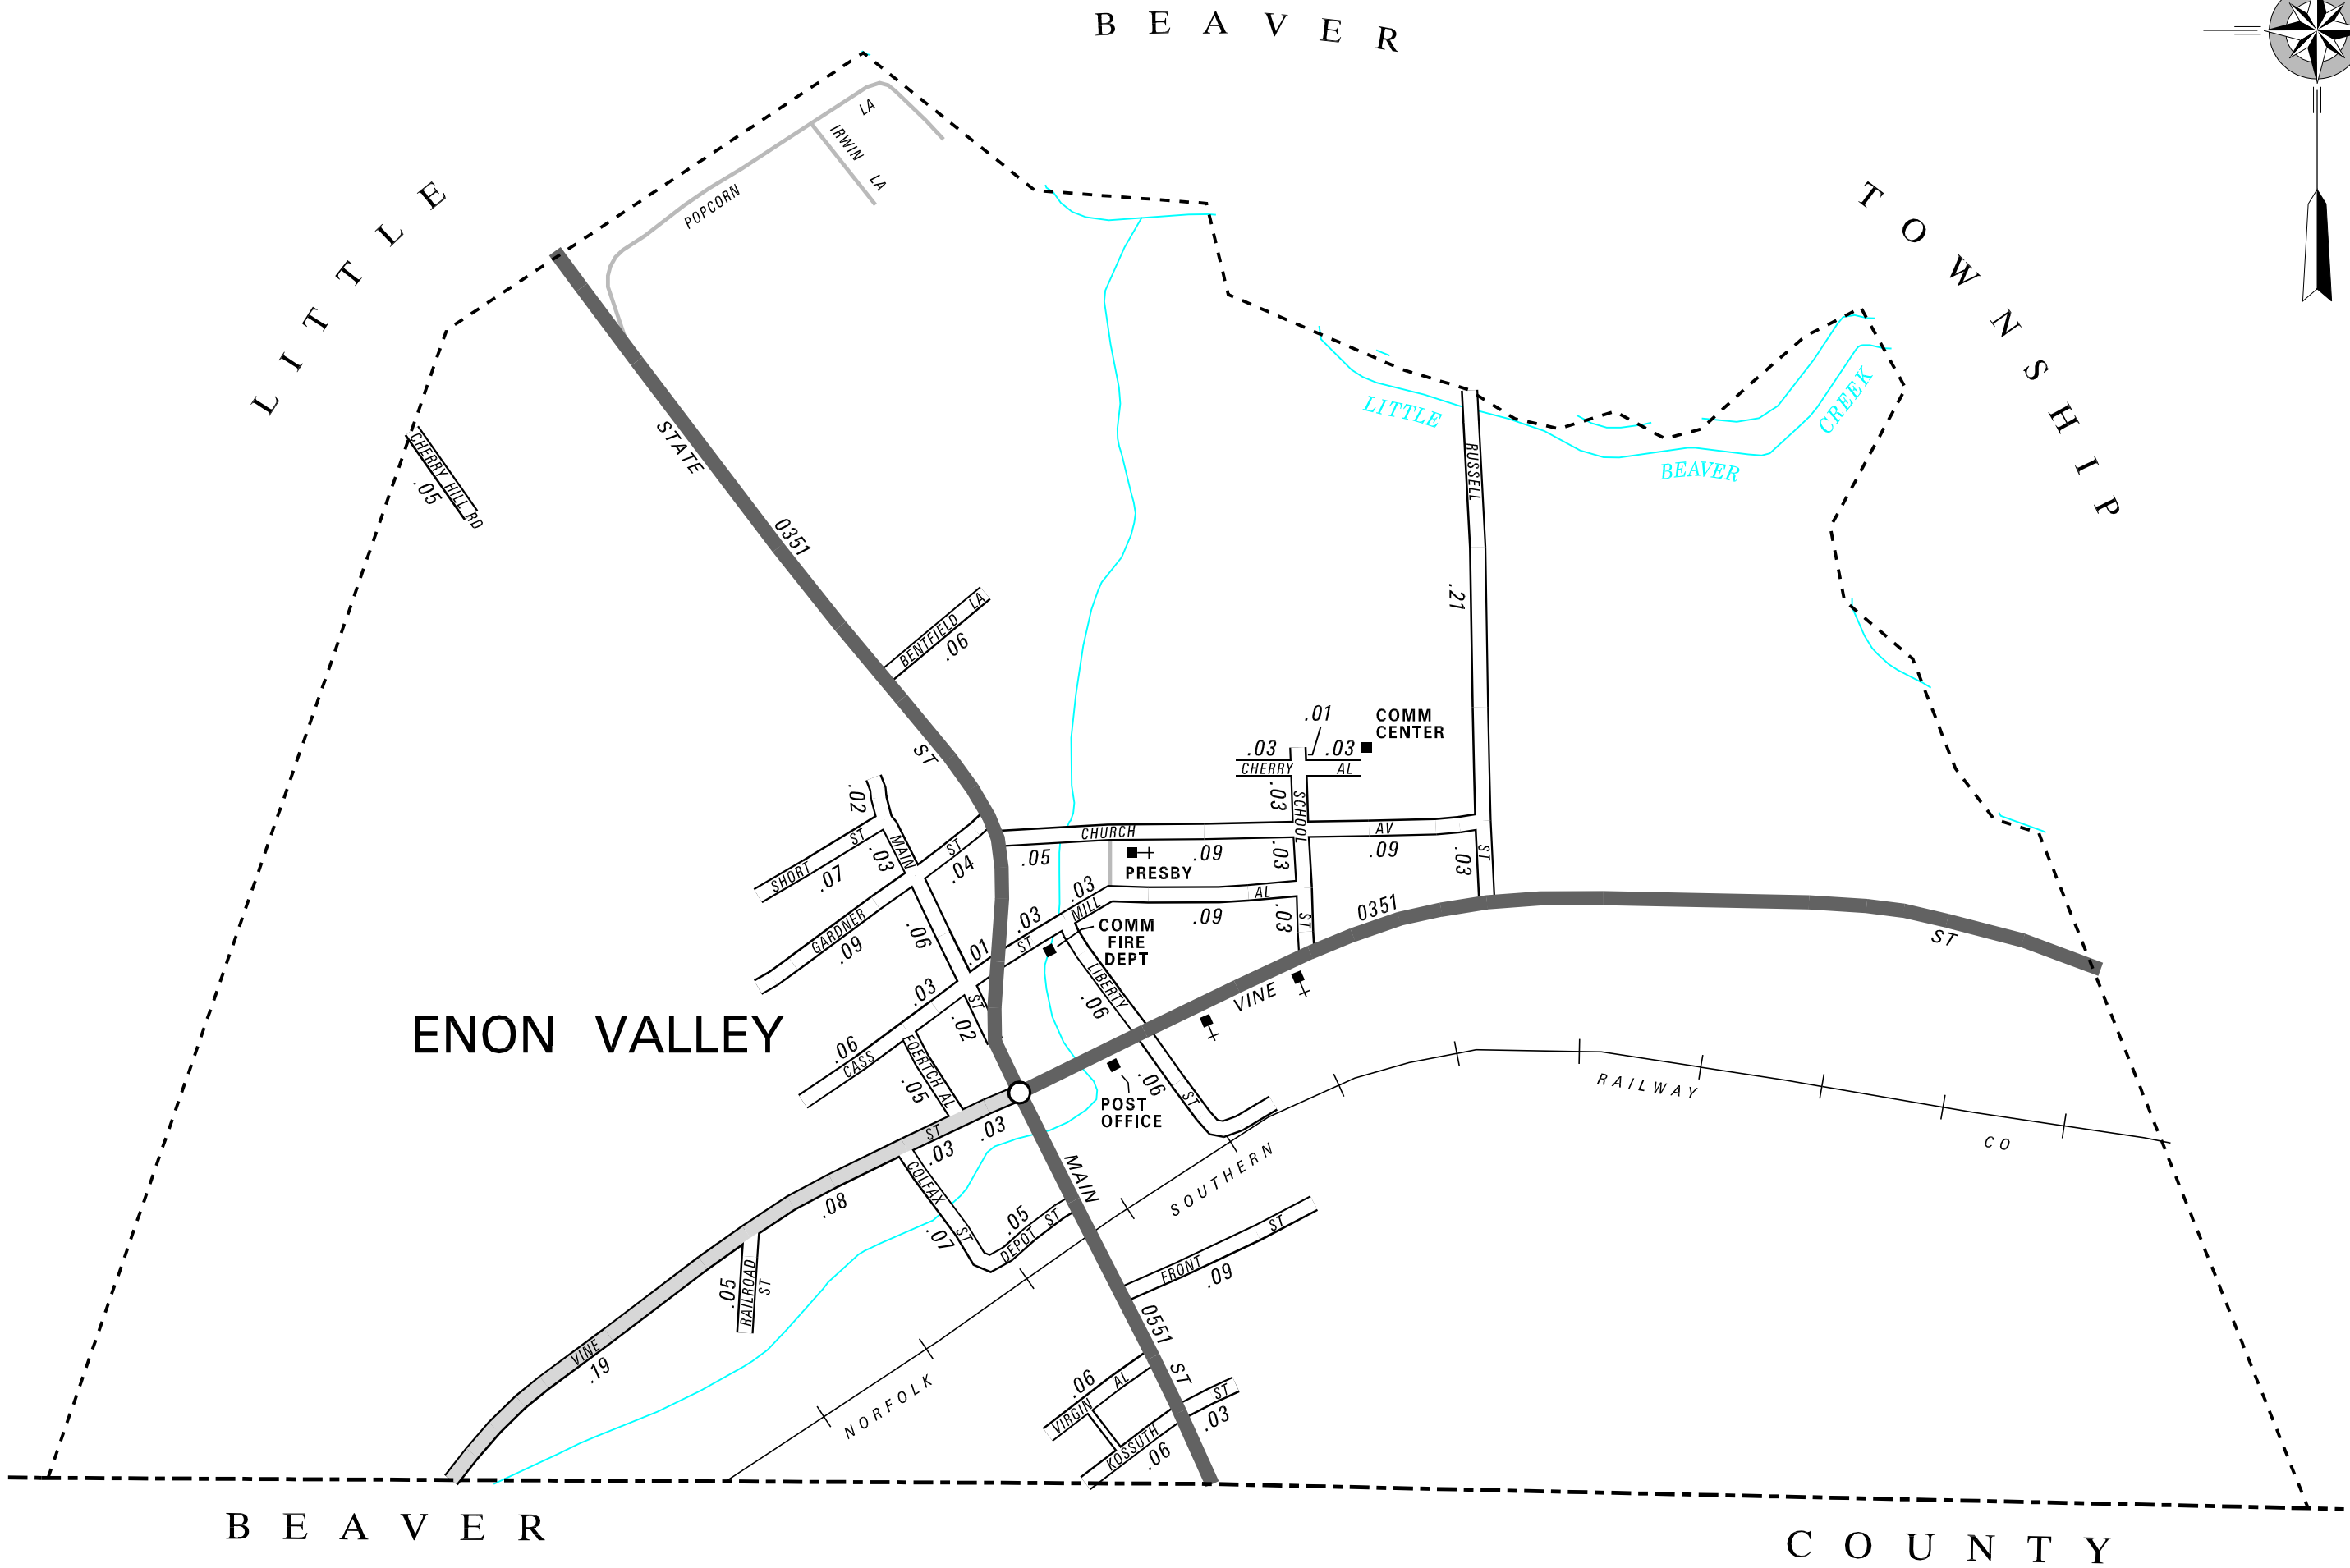 BEAVER
LITTLE
TOWNSHIP
POPCORN LA
IRWIN LA
CHERRY HILL RD
.05
STATE
0351
ST
LITTLE
BEAVER
CREEK
RUSSELL
.21
ST
.03
BENTFIELD LA
.06
.01
COMM
CENTER
.03
.03
CHERRY AL
.03
SCHOOL
.03
.03
ST
CHURCH AV
.05
.09
.09
PRESBY
.02
MAIN
.03
SHORT ST
.07
GARDNER ST
.04
.09
.06
.01
.03
.03
MILL AL
.09
ST
COMM
FIRE
DEPT
0351
VINE
ST
LIBERTY
.06
.06
ST
ENON VALLEY
.03
ST
.02
.06
CASS
FOERTCH AL
.05
POST
OFFICE
ST
.03
.03
.08
VINE
.19
COLFAX ST
.07
.05
DEPOT ST
.05
RAILROAD
ST
MAIN
0551
ST
FRONT ST
.09
NORFOLK
SOUTHERN
RAILWAY
CO
.06
VIRGIN AL
KOSSUTH ST
.06
.03
BEAVER
COUNTY